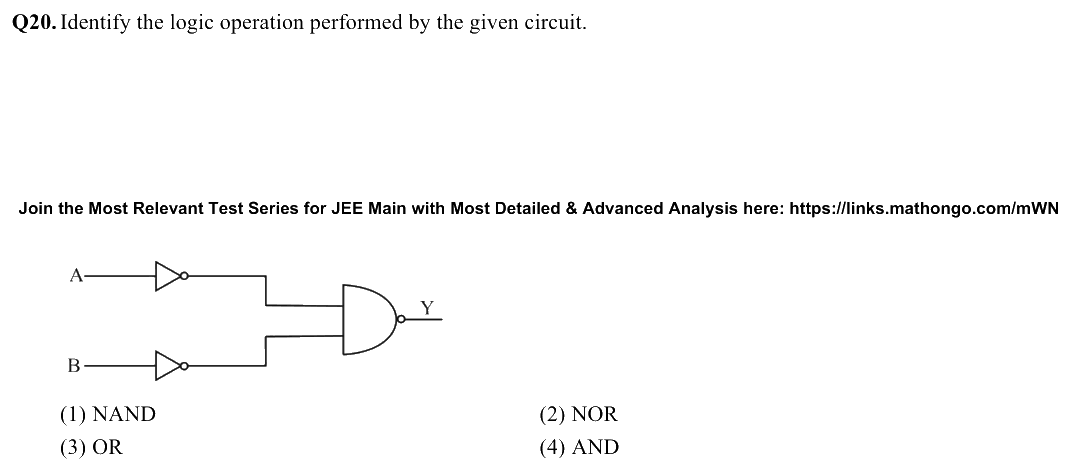 Q20. Identify the logic operation performed by the given circuit.
Join the Most Relevant Test Series for JEE Main with Most Detailed & Advanced Analysis here: https://links.mathongo.com/mWN
A
Y
B
(1) NAND (2) NOR
(3) OR (4) AND